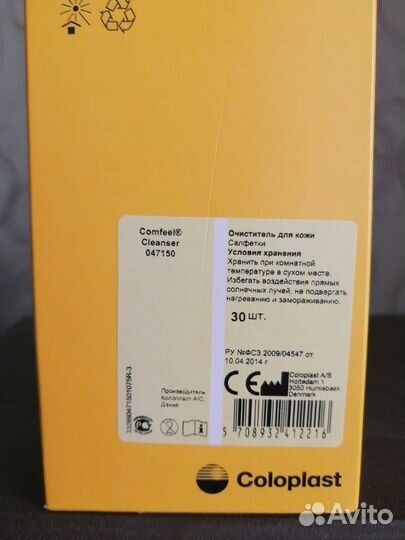 Comfeel®
Cleanser
047150
Очиститель для кожи
Салфетки
Условия хранения
Хранить при комнатной
температуре в сухом месте.
Избегать воздействия прямых
солнечных лучей, не подвергать
нагреванию и замораживанию.
30 шт.
РУ №ФСЗ 2009/04547 от
10.04.2014 г
CE
Coloplast A/S
Holtedam 1
3050 Humlebaek
Denmark
Производитель
Колопласт А/С,
Дания
5 708932 412216
Coloplast
Avito